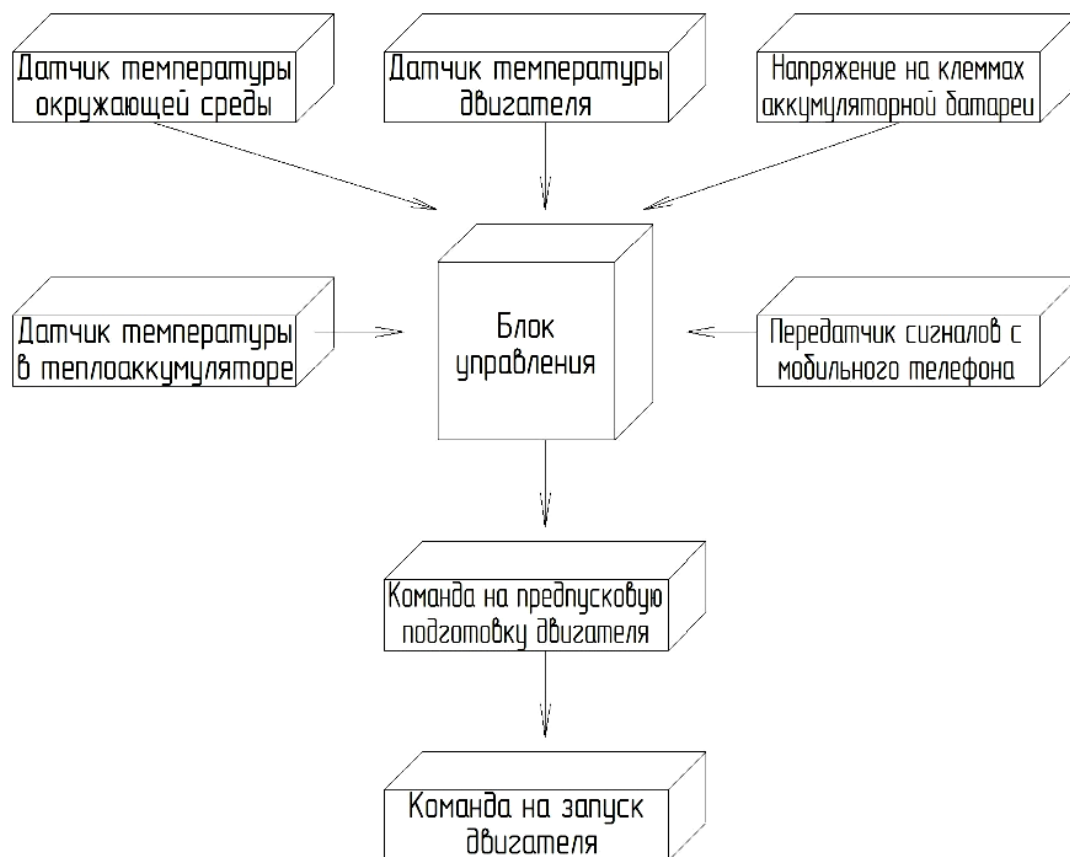 Датчик температуры
окружающей среды
Датчик температуры
двигателя
Напряжение на клеммах
аккумуляторной батареи
Датчик температуры
в теплоаккумуляторе
Блок
управления
Передатчик сигналов с
мобильного телефона
Команда на предпусковую
подготовку двигателя
Команда на запуск
двигателя